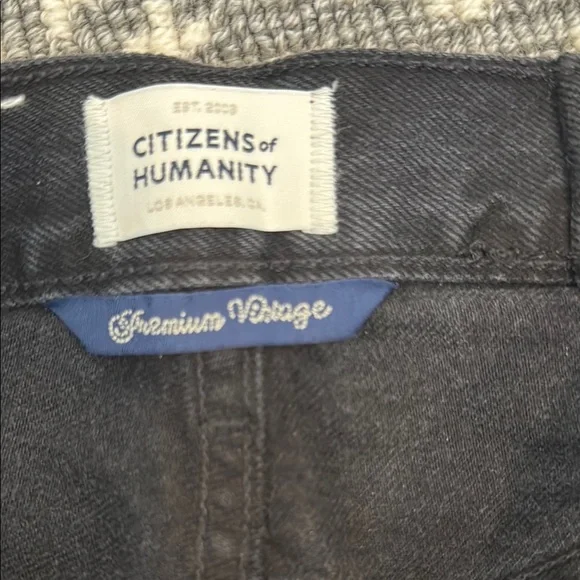 EST. 2003
CITIZENS of
HUMANITY
LOS ANGELES, CA.
Premium Vintage